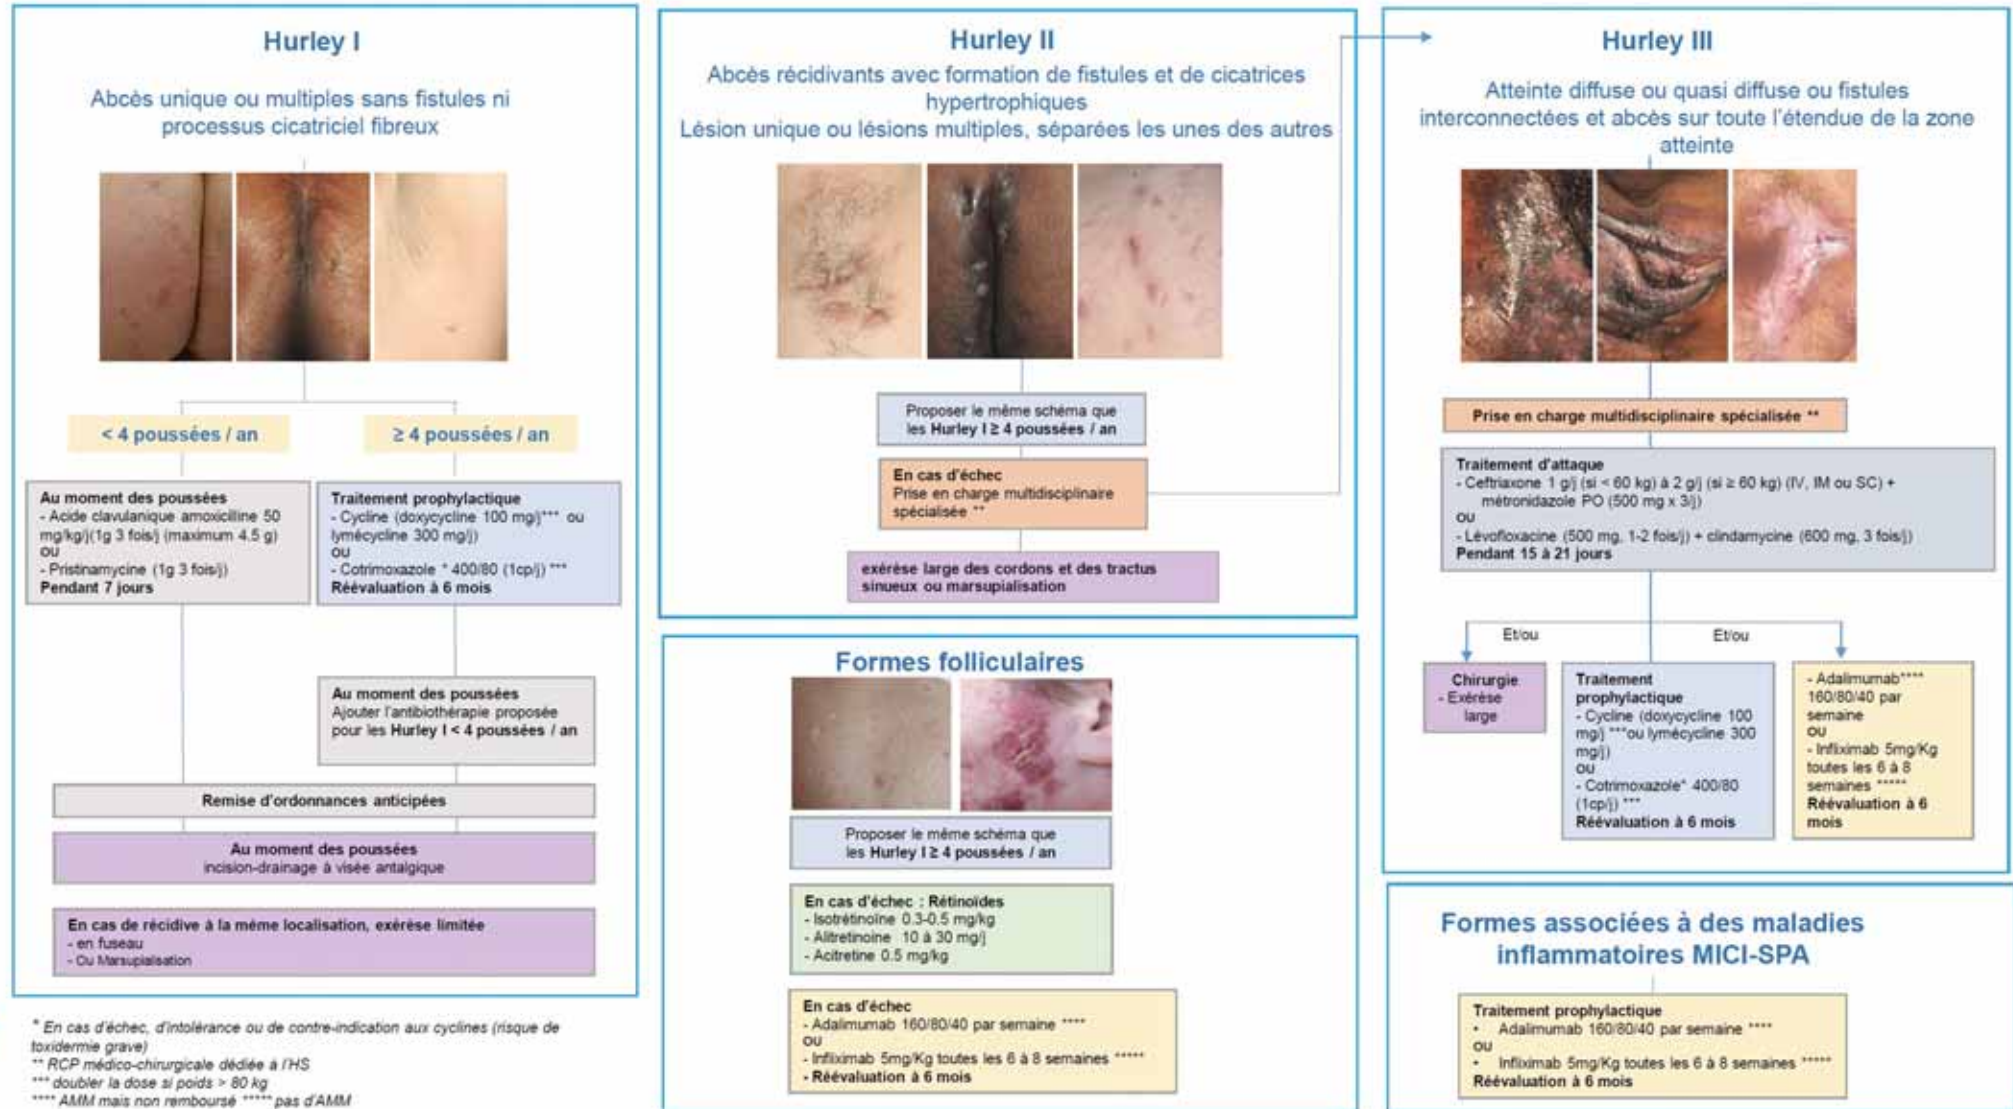 Hurley I
Abcès unique ou multiples sans fistules ni
processus cicatriciel fibreux
< 4 poussées / an
≥ 4 poussées / an
Au moment des poussées
- Acide clavulanique amoxicilline 50
mg/kg/j(1g 3 fois/j (maximum 4.5 g)
OU
- Pristinamycine (1g 3 fois/j)
Pendant 7 jours
Traitement prophylactique
- Cycline (doxycycline 100 mg/j*** ou
lymécycline 300 mg/j)
OU
- Cotrimoxazole * 400/80 (1cp/j) ***
Réévaluation à 6 mois
Au moment des poussées
Ajouter l'antibiothérapie proposée
pour les Hurley I < 4 poussées / an
Remise d'ordonnances anticipées
Au moment des poussées
incision-drainage à visée antalgique
En cas de récidive à la même localisation, exérèse limitée
- en fuseau
- Ou Marsupialisation
* En cas d'échec, d'intolérance ou de contre-indication aux cyclines (risque de
toxidermie grave)
** RCP médico-chirurgicale dédiée à l'HS
*** doubler la dose si poids > 80 kg
**** AMM mais non remboursé ***** pas d'AMM
Hurley II
Abcès récidivants avec formation de fistules et de cicatrices
hypertrophiques
Lésion unique ou lésions multiples, séparées les unes des autres
Proposer le même schéma que
les Hurley I ≥ 4 poussées / an
En cas d'échec
Prise en charge multidisciplinaire
spécialisée **
exérèse large des cordons et des tractus
sinueux ou marsupialisation
Formes folliculaires
Proposer le même schéma que
les Hurley I ≥ 4 poussées / an
En cas d'échec : Rétinoïdes
- Isotrétinoïne 0.3-0.5 mg/kg
- Alitretinoine 10 à 30 mg/j
- Acitretine 0.5 mg/kg
En cas d'échec
- Adalimumab 160/80/40 par semaine ****
OU
- Infliximab 5mg/Kg toutes les 6 à 8 semaines *****
- Réévaluation à 6 mois
Hurley III
Atteinte diffuse ou quasi diffuse ou fistules
interconnectées et abcès sur toute l'étendue de la zone
atteinte
Prise en charge multidisciplinaire spécialisée **
Traitement d'attaque
- Ceftriaxone 1 g/j (si < 60 kg) à 2 g/j (si ≥ 60 kg) (IV, IM ou SC) +
métronidazole PO (500 mg x 3/j)
OU
- Lévofloxacine (500 mg, 1-2 fois/j) + clindamycine (600 mg, 3 fois/j)
Pendant 15 à 21 jours
Et/ou
Et/ou
Chirurgie
- Exérèse
large
Traitement
prophylactique
- Cycline (doxycycline 100
mg/j ***ou lymécycline 300
mg/j)
OU
- Cotrimoxazole* 400/80
(1cp/j) ***
Réévaluation à 6 mois
- Adalimumab****
160/80/40 par
semaine
OU
- Infliximab 5mg/Kg
toutes les 6 à 8
semaines *****
Réévaluation à 6
mois
Formes associées à des maladies
inflammatoires MICI-SPA
Traitement prophylactique
• Adalimumab 160/80/40 par semaine ****
OU
• Infliximab 5mg/Kg toutes les 6 à 8 semaines *****
Réévaluation à 6 mois